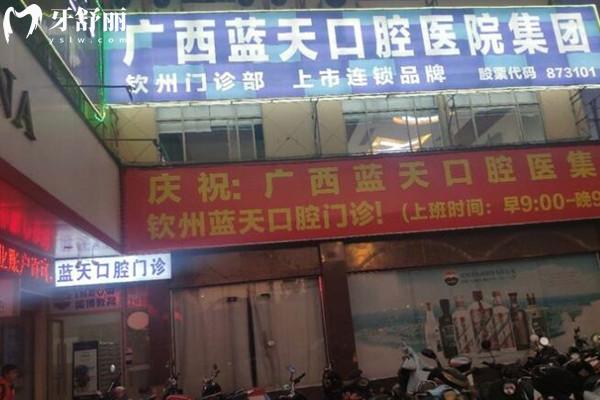 牙舒丽
yslw.com
广西蓝天口腔医院集团
钦州门诊部 上市连锁品牌 股票代码 873101
NA
庆祝:广西蓝天口腔医集
钦州蓝天口腔门诊!(上班时间:早9:00-晚9
蓝天口腔门诊